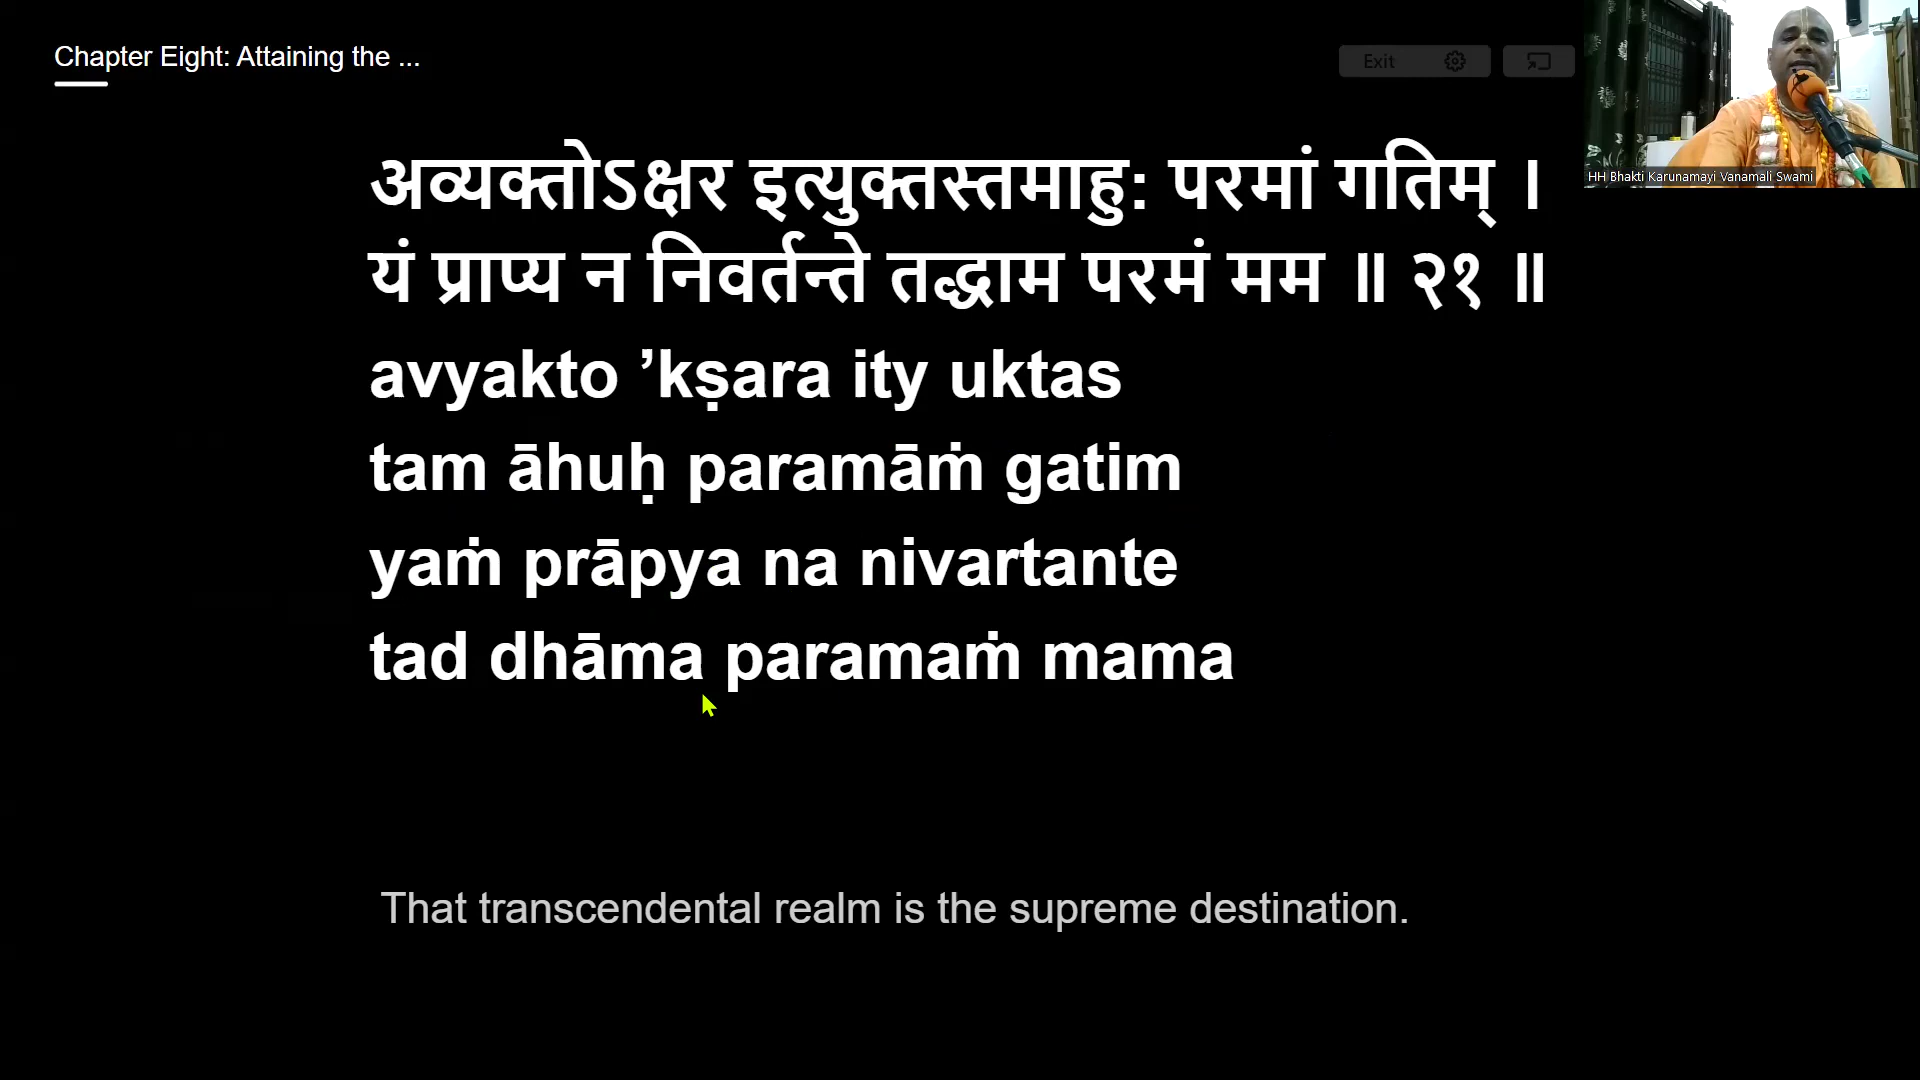 Chapter Eight: Attaining the ...
Exit
HH Bhakti Karunamayi Vanamali Swami
अव्यक्तोऽक्षर इत्युक्तस्तमाहु: परमां गतिम् ।
यं प्राप्य न निवर्तन्ते तद्धाम परमं मम ॥ २१ ॥
avyakto ’kṣara ity uktas
tam āhuḥ paramāṁ gatim
yaṁ prāpya na nivartante
tad dhāma paramaṁ mama
That transcendental realm is the supreme destination.